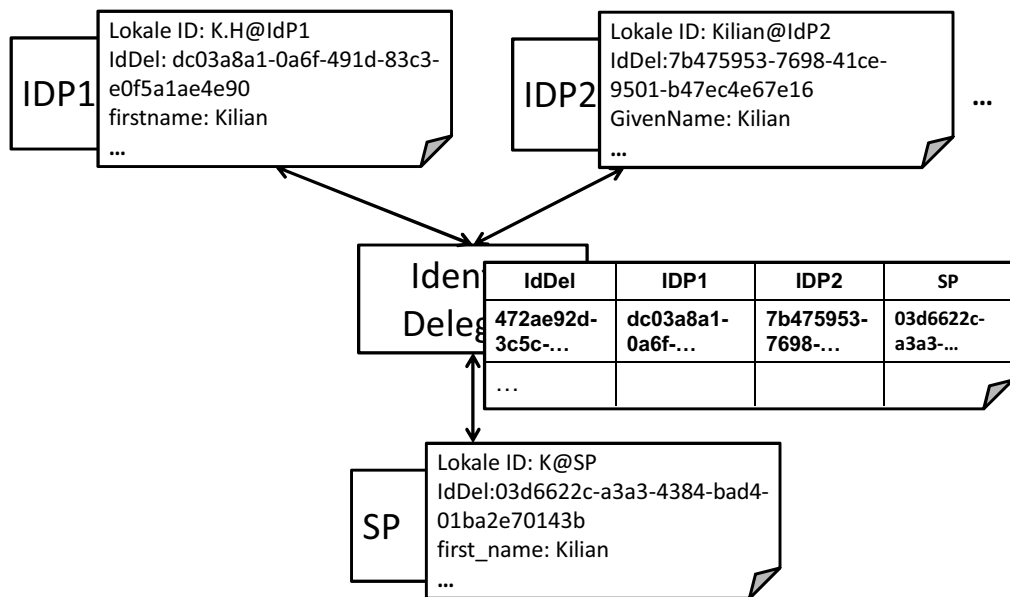 IDP1
Lokale ID: K.H@IdP1
IdDel: dc03a8a1-0a6f-491d-83c3-
e0f5a1ae4e90
firstname: Kilian
...
IDP2
Lokale ID: Kilian@IdP2
IdDel:7b475953-7698-41ce-
9501-b47ec4e67e16
GivenName: Kilian
...
...
IdDel IDP1 IDP2 SP
472ae92d- dc03a8a1- 7b475953- 03d6622c-
3c5c-... 0a6f-... 7698-... a3a3-...
...
SP
Lokale ID: K@SP
IdDel:03d6622c-a3a3-4384-bad4-
01ba2e70143b
first_name: Kilian
...